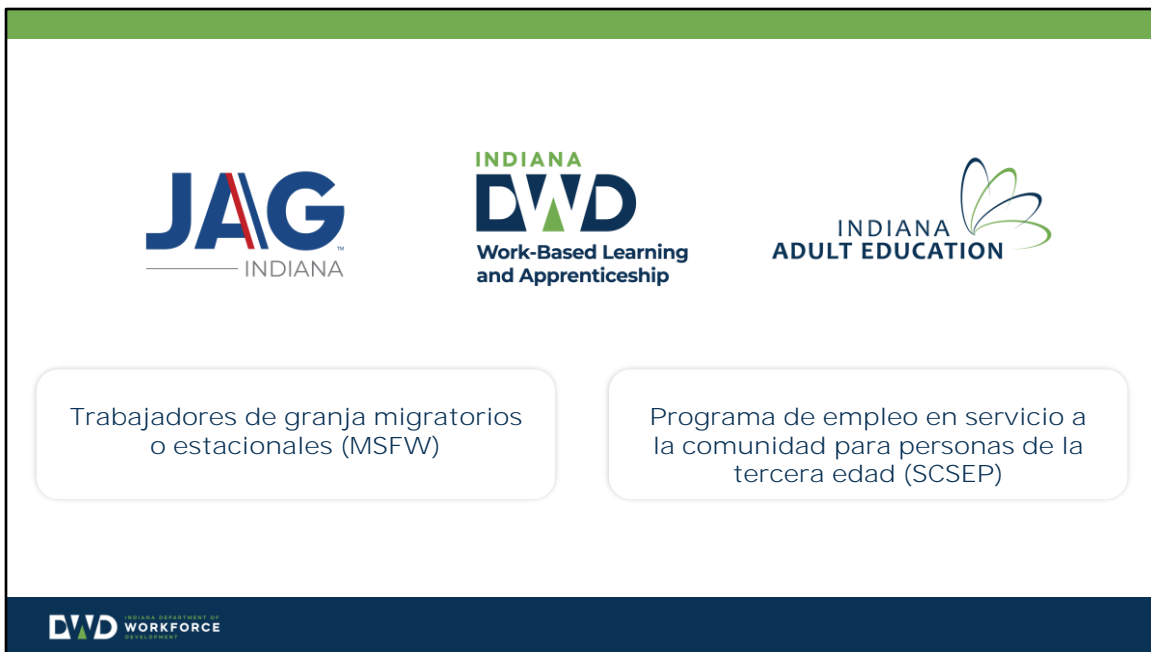 JAG
™
INDIANA
INDIANA
DWD
Work-Based Learning
and Apprenticeship
INDIANA
ADULT EDUCATION
Trabajadores de granja migratorios
o estacionales (MSFW)
Programa de empleo en servicio a
la comunidad para personas de la
tercera edad (SCSEP)
DWD
INDIANA DEPARTMENT OF
WORKFORCE
DEVELOPMENT